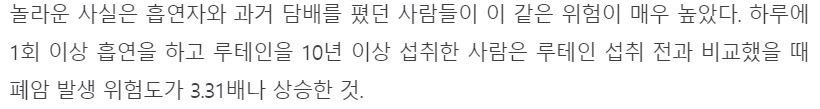 놀라운 사실은 흡연자와 과거 담배를 폈던 사람들이 이 같은 위험이 매우 높았다. 하루에
1회 이상 흡연을 하고 루테인을 10년 이상 섭취한 사람은 루테인 섭취 전과 비교했을 때
폐암 발생 위험도가 3.31배나 상승한 것.